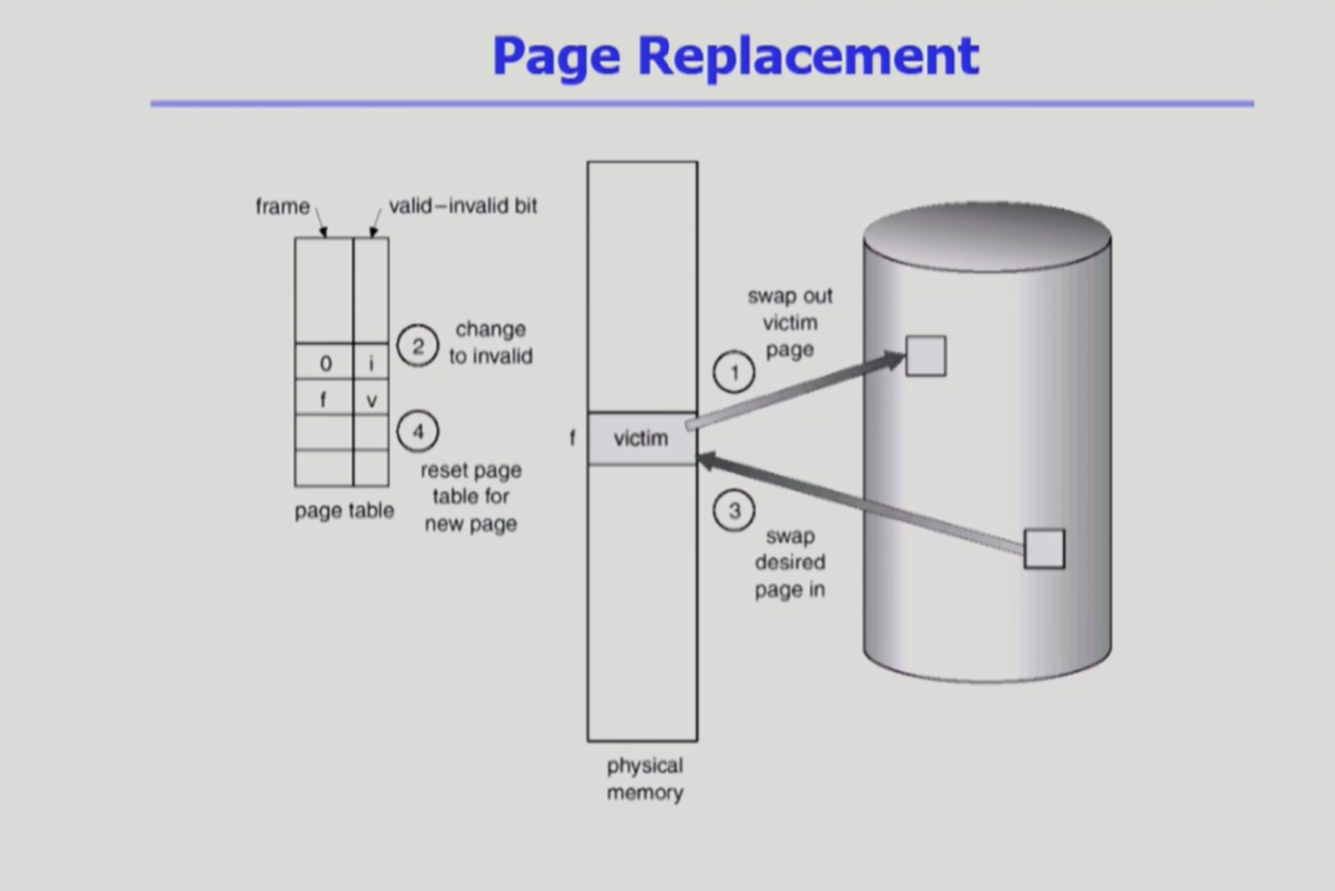 Page Replacement
frame
valid–invalid bit
0 i
f v
page table
2
change
to invalid
4
reset page
table for
new page
f
victim
physical
memory
1
swap out
victim
page
3
swap
desired
page in